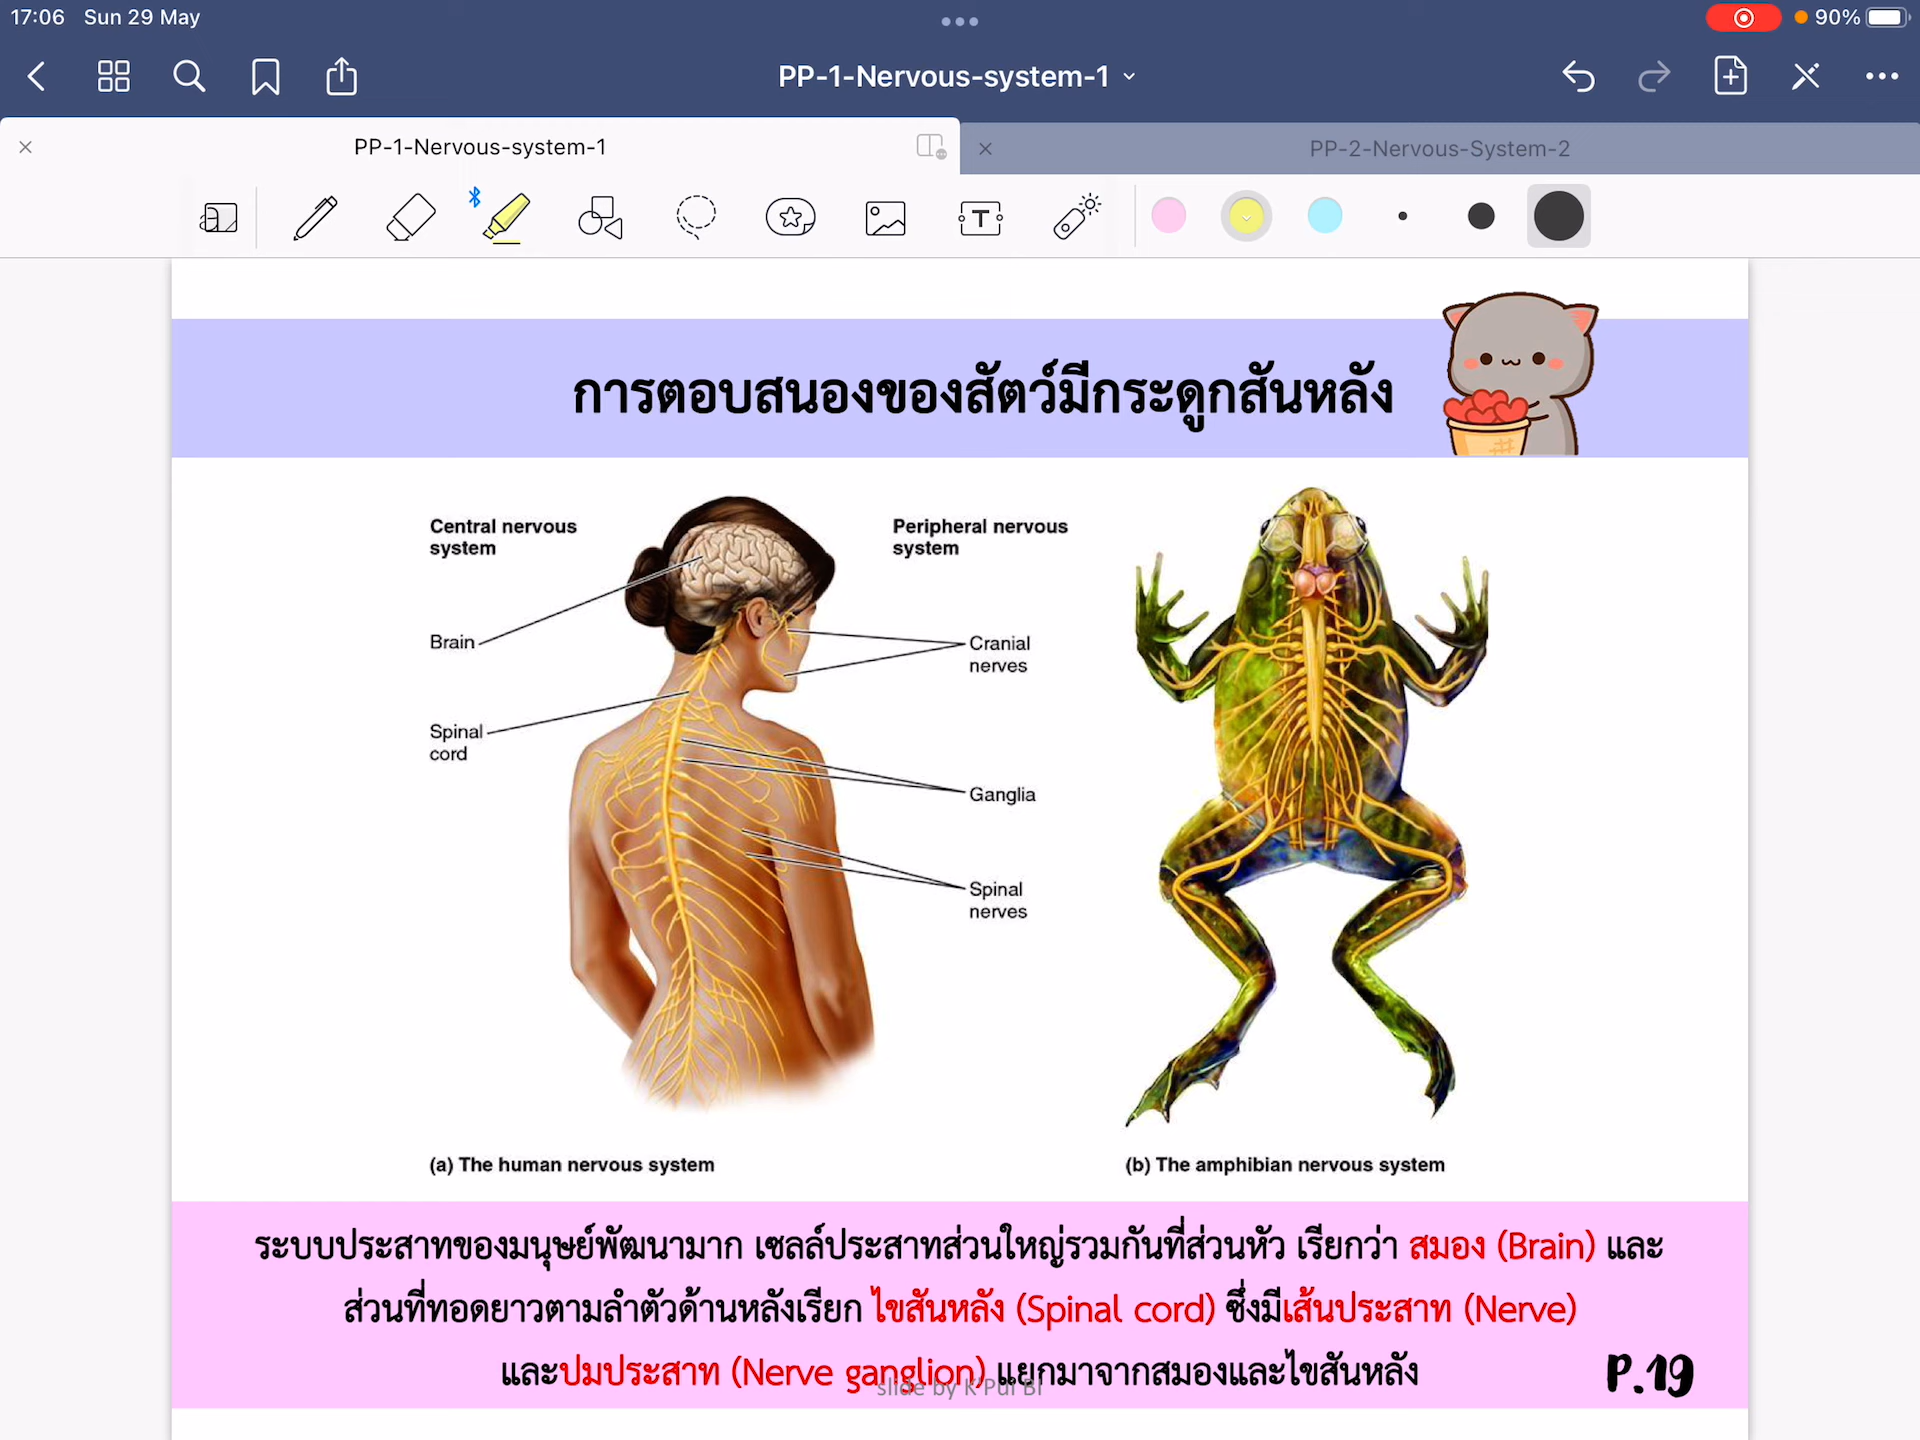 17:06 Sun 29 May
90%
PP-1-Nervous-system-1
PP-1-Nervous-system-1
PP-2-Nervous-System-2
a
T
การตอบสนองของสัตว์มีกระดูกสันหลัง
Central nervous
system
Peripheral nervous
system
Brain
Cranial
nerves
Spinal
cord
Ganglia
Spinal
nerves
(a) The human nervous system
(b) The amphibian nervous system
ระบบประสาทของมนุษย์พัฒนามาก เซลล์ประสาทส่วนใหญ่รวมกันที่ส่วนหัว เรียกว่า สมอง (Brain) และ
ส่วนที่ทอดยาวตามลำตัวด้านหลังเรียก ไขสันหลัง (Spinal cord) ซึ่งมีเส้นประสาท (Nerve)
และปมประสาท (Nerve ganglion) แยกมาจากสมองและไขสันหลัง
slide by K'Pui Bi
P.19